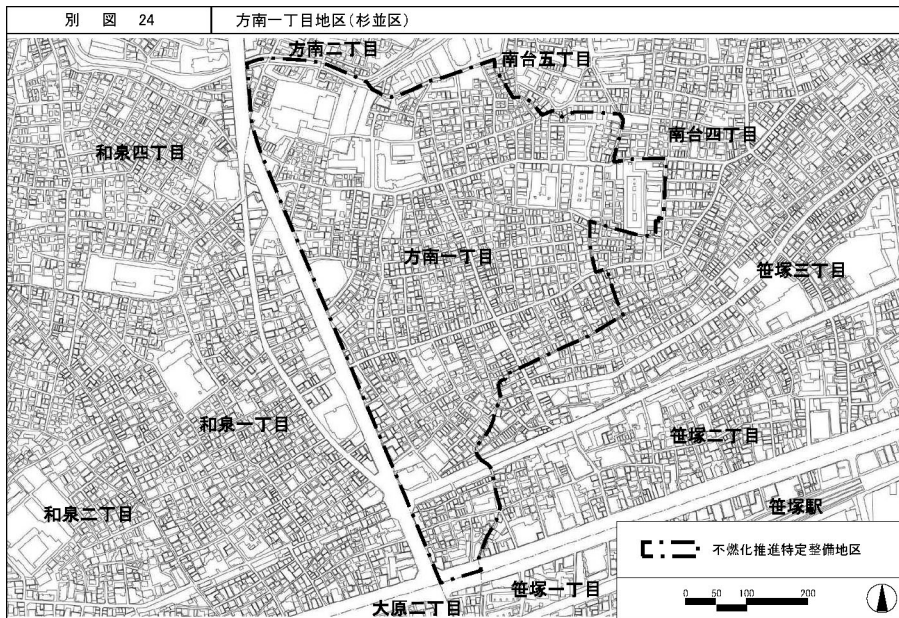 別 図 24
方南一丁目地区(杉並区)
方南二丁目
南台五丁目
南台四丁目
和泉四丁目
方南一丁目
笹塚三丁目
和泉一丁目
笹塚二丁目
和泉二丁目
笹塚駅
不燃化推進特定整備地区
笹塚一丁目
大原二丁目
0 50 100 200